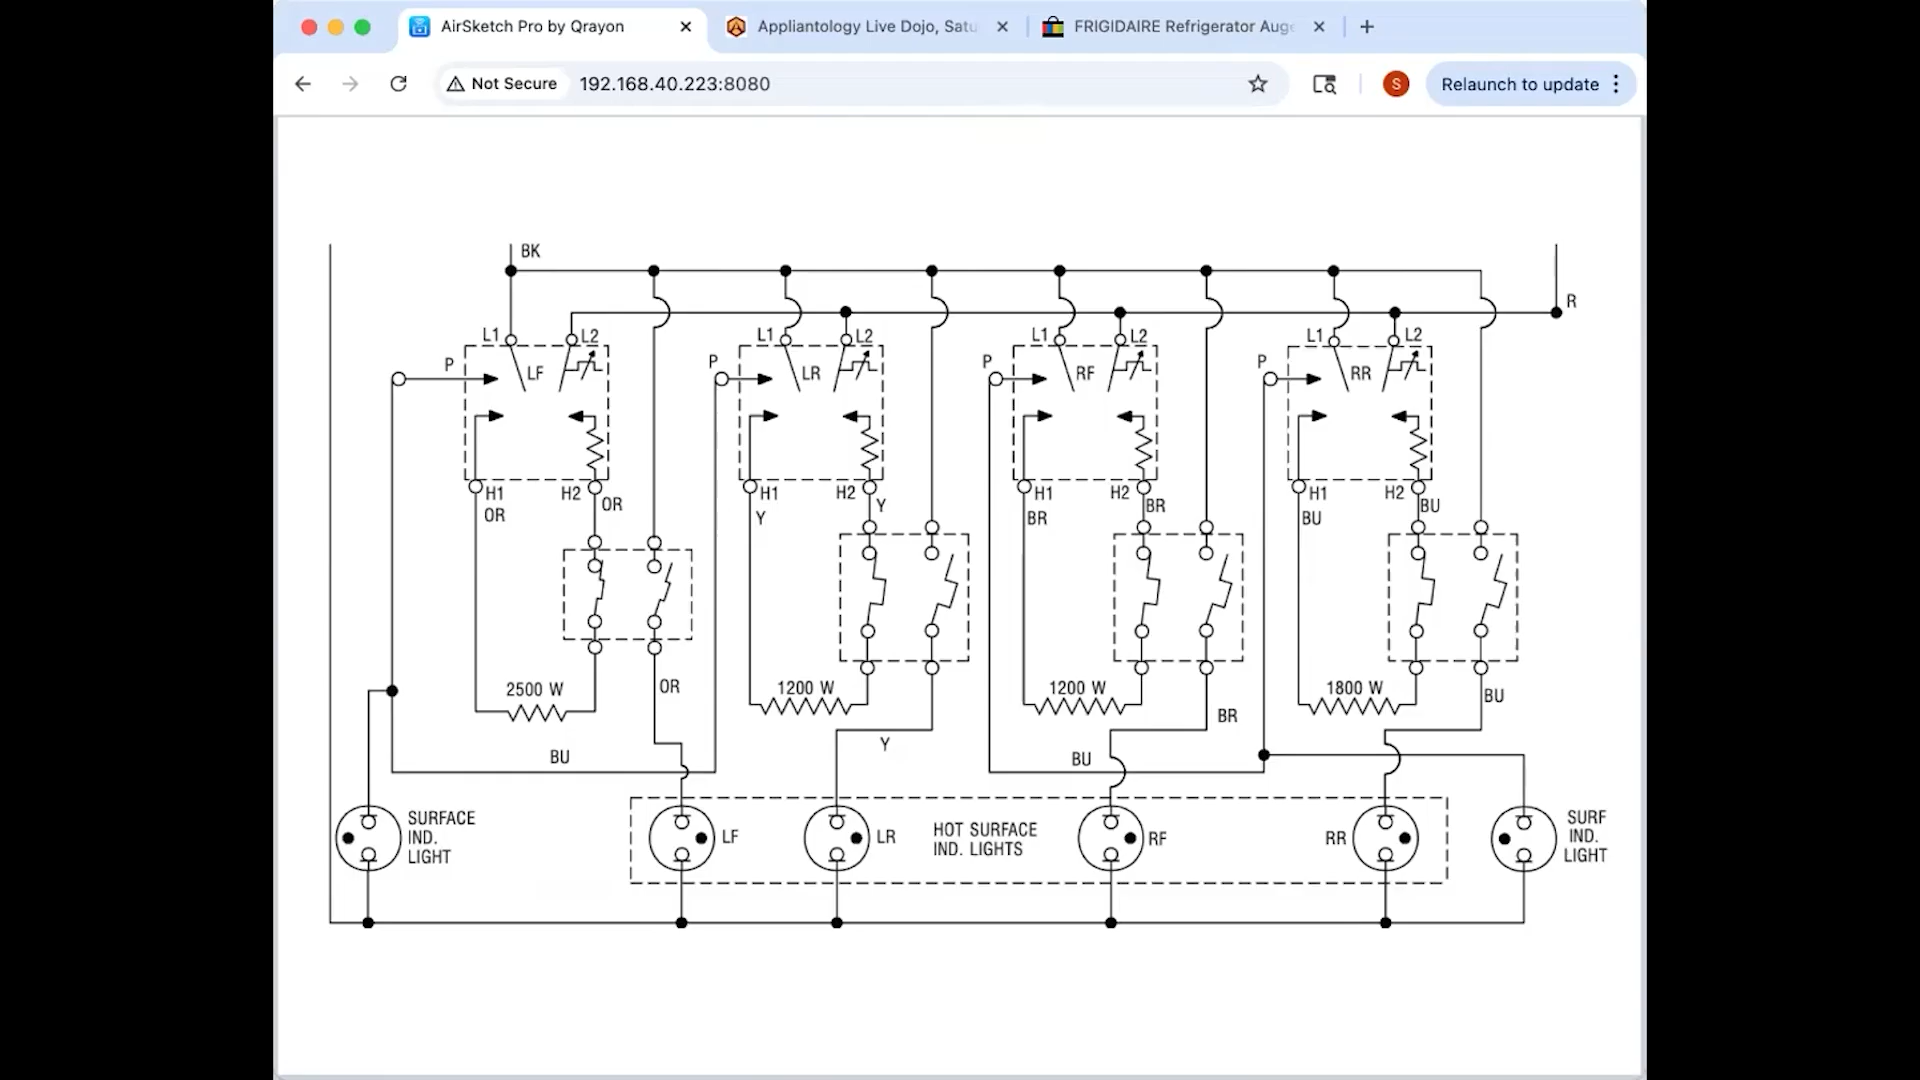 AirSketch Pro by Qrayon
Appliantology Live Dojo, Satu
FRIGIDAIRE Refrigerator Auge
Not Secure
192.168.40.223:8080
S
Relaunch to update
BK
R
L1
L2
L1
L2
L1
L2
L1
L2
P
LF
P
LR
P
RF
P
RR
H1
H2
H1
H2
H1
H2
H1
H2
OR
OR
Y
Y
BR
BR
BU
BU
2500 W
OR
1200 W
1200 W
BR
1800 W
BU
BU
Y
BU
SURFACE
IND.
LIGHT
LF
LR
HOT SURFACE
IND. LIGHTS
RF
RR
SURF
IND.
LIGHT